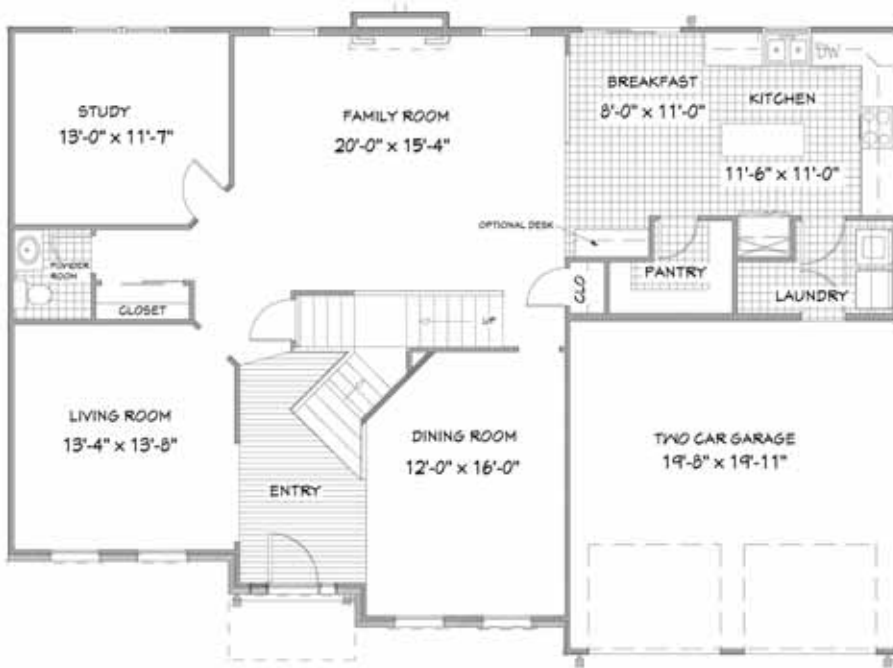 STUDY
13'-0" x 11'-7"
FAMILY ROOM
20'-0" x 15'-4"
BREAKFAST
8'-0" x 11'-0"
KITCHEN
11'-6" x 11'-0"
DW
OPTIONAL DESK
POWDER
ROOM
CLOSET
UP
CLO
PANTRY
LAUNDRY
LIVING ROOM
13'-4" x 13'-8"
ENTRY
DINING ROOM
12'-0" x 16'-0"
TWO CAR GARAGE
19'-8" x 19'-11"